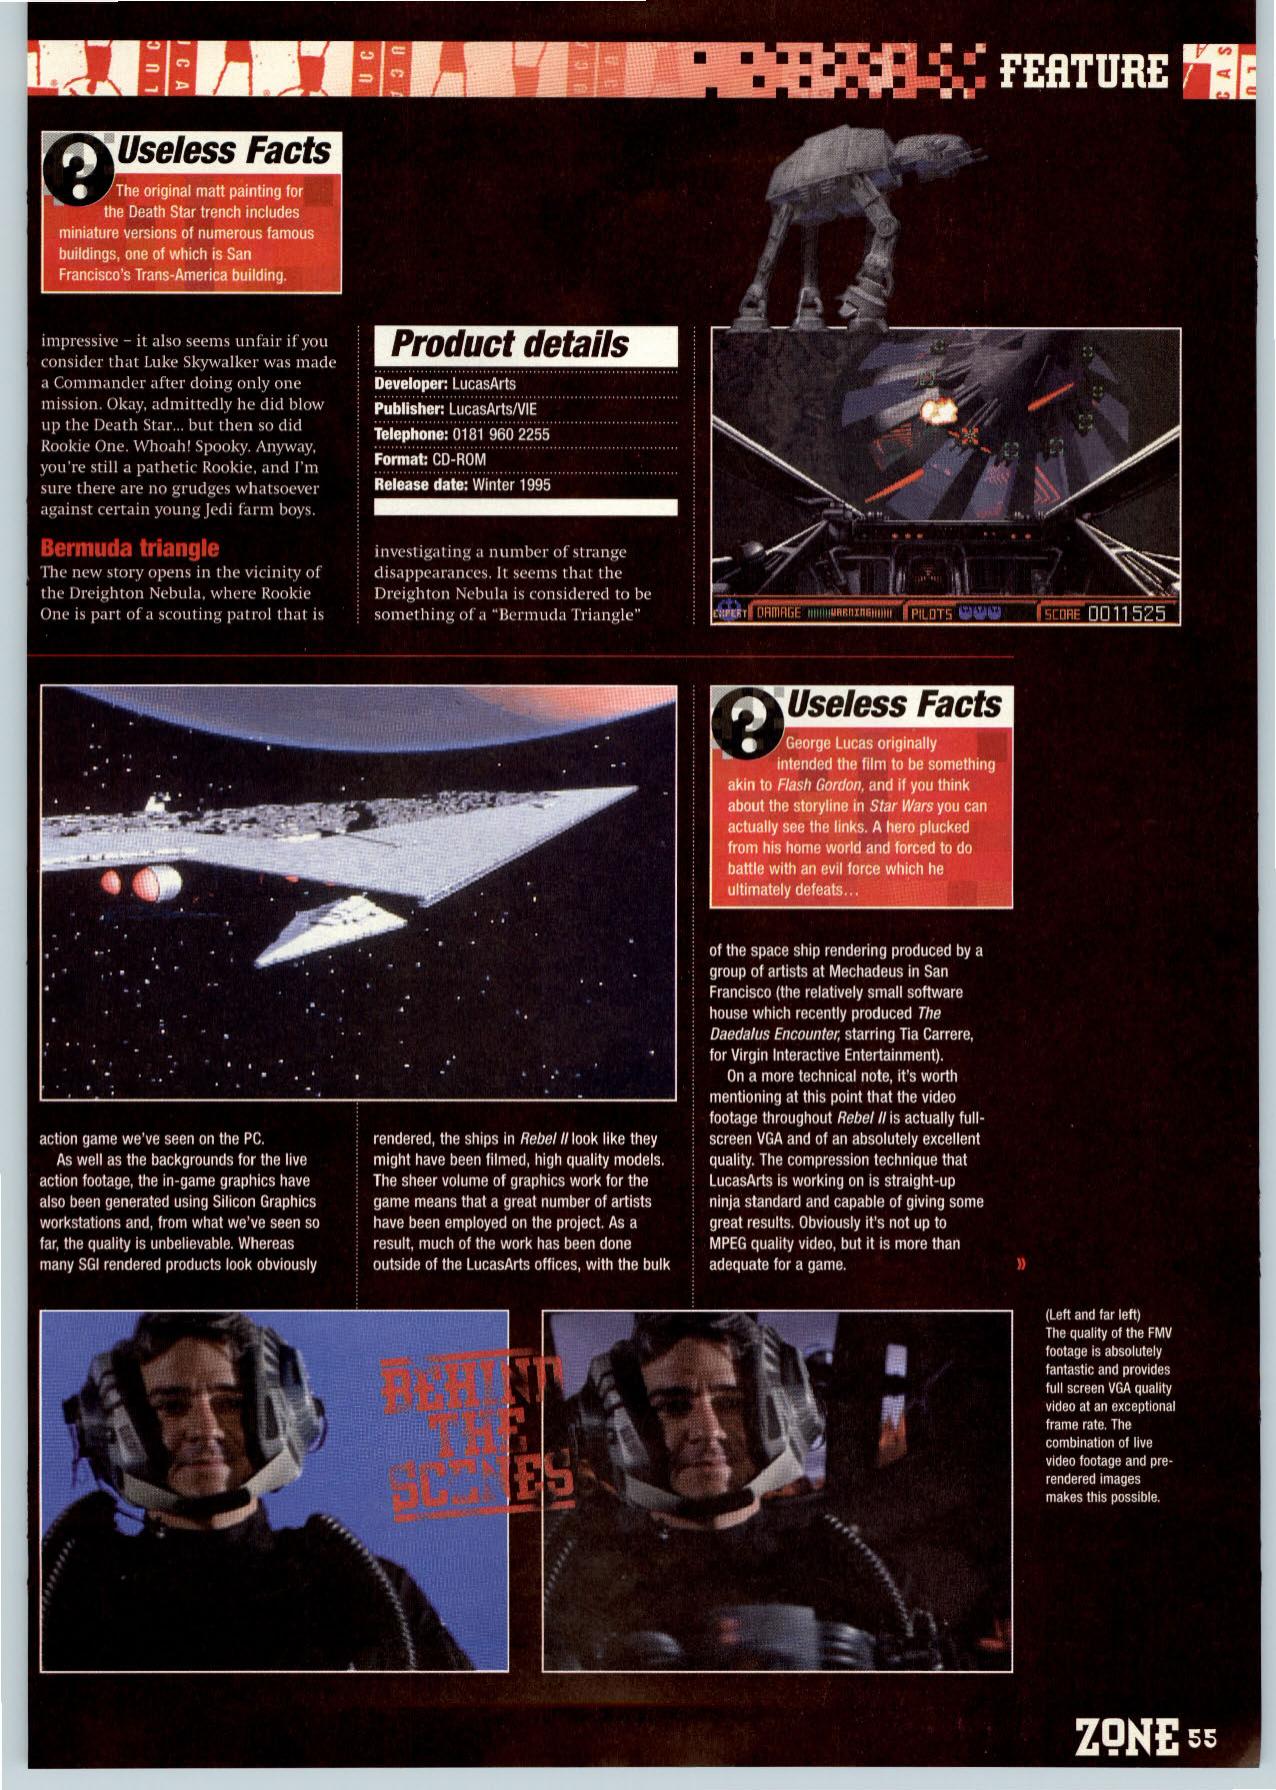 FEATURE
Useless Facts
The original matt painting for
the Death Star trench includes
miniature versions of numerous famous
buildings, one of which is San
Francisco's Trans-America building.
impressive – it also seems unfair if you
consider that Luke Skywalker was made
a Commander after doing only one
mission. Okay, admittedly he did blow
up the Death Star... but then so did
Rookie One. Whoah! Spooky. Anyway,
you're still a pathetic Rookie, and I'm
sure there are no grudges whatsoever
against certain young Jedi farm boys.
Bermuda triangle
The new story opens in the vicinity of
the Dreighton Nebula, where Rookie
One is part of a scouting patrol that is
Product details
Developer: LucasArts
Publisher: LucasArts/VIE
Telephone: 0181 960 2255
Format: CD-ROM
Release date: Winter 1995
investigating a number of strange
disappearances. It seems that the
Dreighton Nebula is considered to be
something of a "Bermuda Triangle"
EXPERT DAMAGE WARNING PILOTS SCORE 0011525
Useless Facts
George Lucas originally
intended the film to be something
akin to Flash Gordon, and if you think
about the storyline in Star Wars you can
actually see the links. A hero plucked
from his home world and forced to do
battle with an evil force which he
ultimately defeats...
action game we've seen on the PC.
As well as the backgrounds for the live
action footage, the in-game graphics have
also been generated using Silicon Graphics
workstations and, from what we've seen so
far, the quality is unbelievable. Whereas
many SGI rendered products look obviously
rendered, the ships in Rebel II look like they
might have been filmed, high quality models.
The sheer volume of graphics work for the
game means that a great number of artists
have been employed on the project. As a
result, much of the work has been done
outside of the LucasArts offices, with the bulk
of the space ship rendering produced by a
group of artists at Mechadeus in San
Francisco (the relatively small software
house which recently produced The
Daedalus Encounter, starring Tia Carrere,
for Virgin Interactive Entertainment).
On a more technical note, it's worth
mentioning at this point that the video
footage throughout Rebel II is actually full-
screen VGA and of an absolutely excellent
quality. The compression technique that
LucasArts is working on is straight-up
ninja standard and capable of giving some
great results. Obviously it's not up to
MPEG quality video, but it is more than
adequate for a game. »
BEHIND
THE
SCENES
(Left and far left)
The quality of the FMV
footage is absolutely
fantastic and provides
full screen VGA quality
video at an exceptional
frame rate. The
combination of live
video footage and pre-
rendered images
makes this possible.
ZONE 55